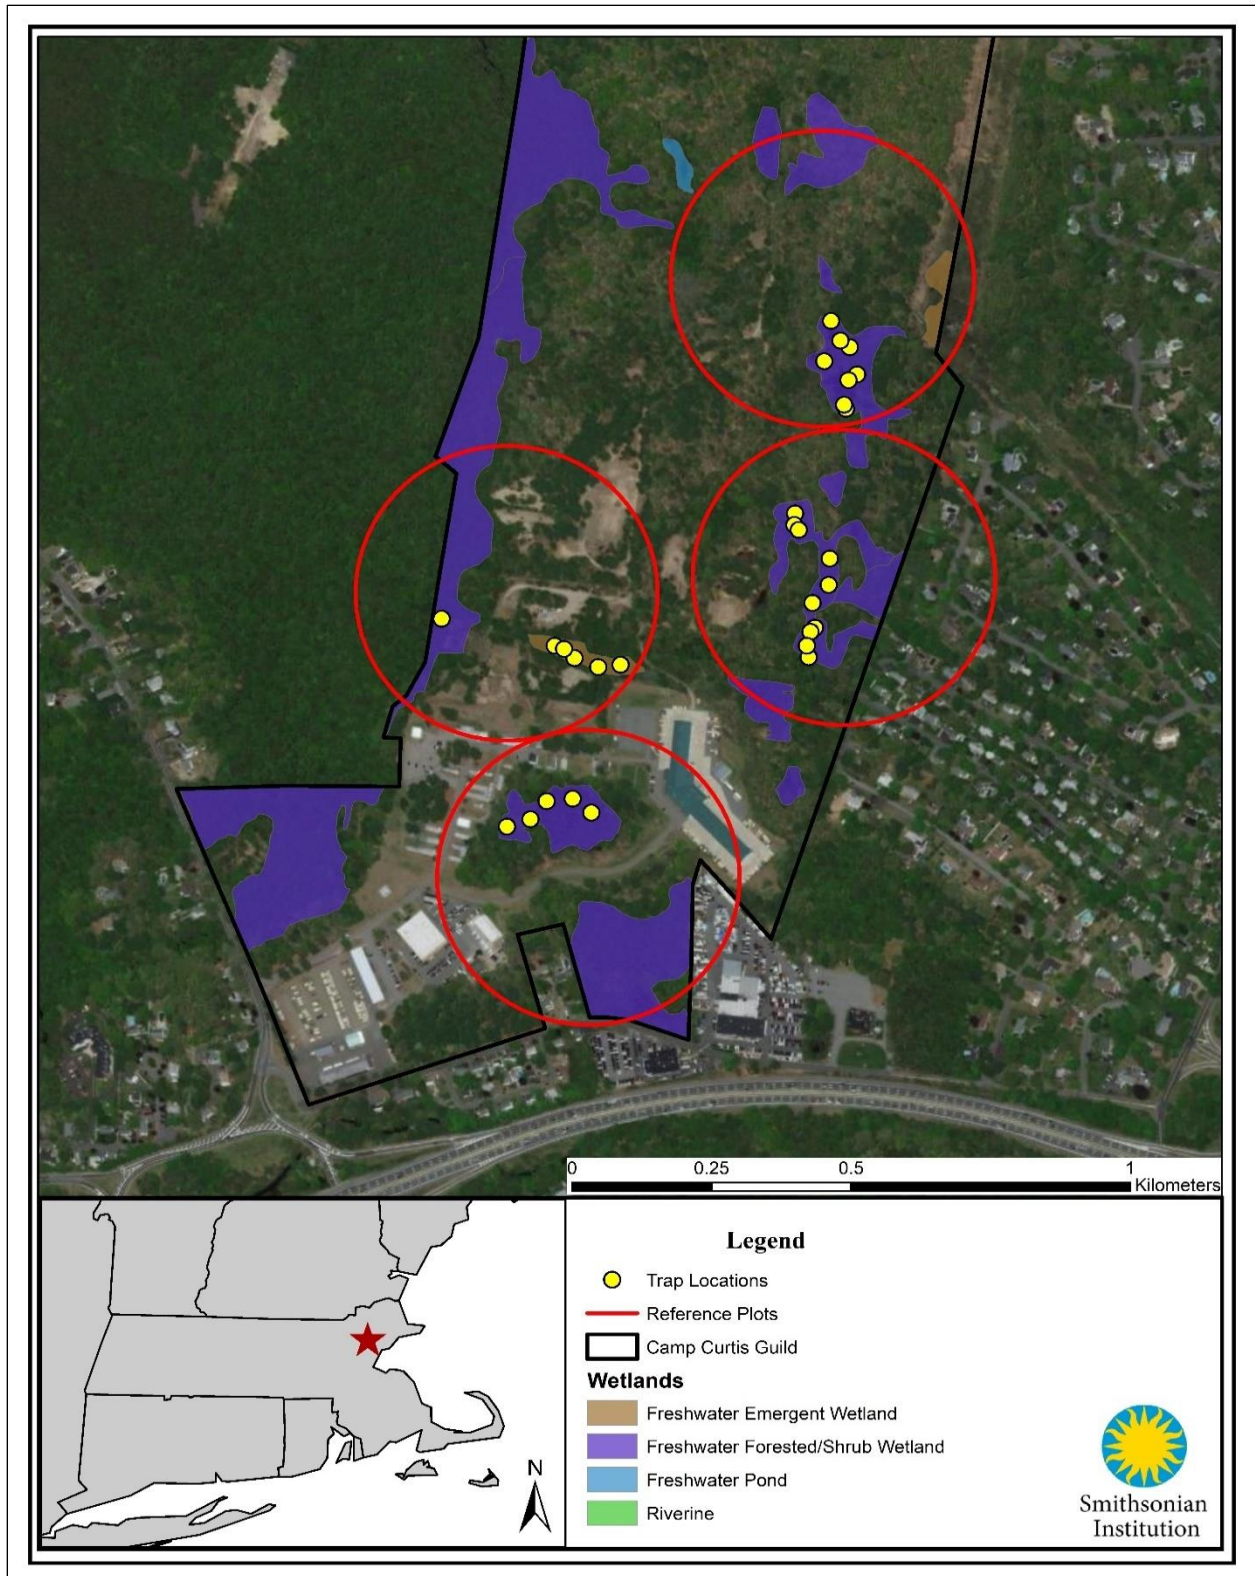 0 0.25 0.5 1
Kilometers
Legend
Trap Locations
Reference Plots
Camp Curtis Guild
Wetlands
Freshwater Emergent Wetland
Freshwater Forested/Shrub Wetland
Freshwater Pond
Riverine
N
Smithsonian
Institution